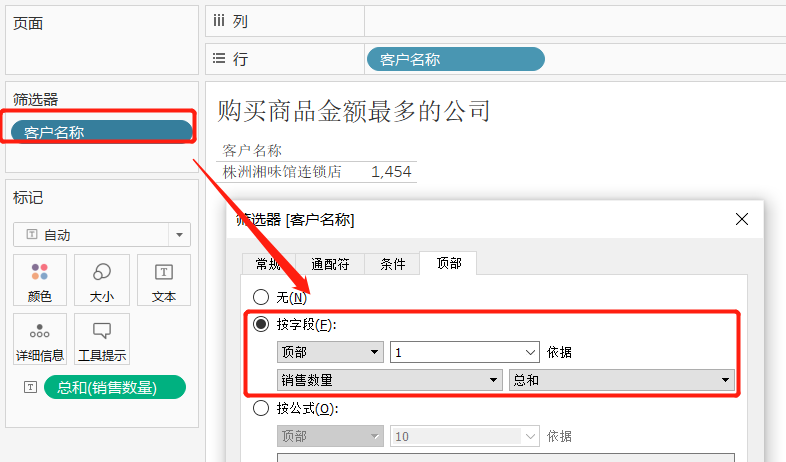 页面
iii 列
行
客户名称
筛选器
客户名称
购买商品金额最多的公司
客户名称
株洲湘味馆连锁店 1,454
标记
T 自动
颜色
大小
T
文本
详细信息
工具提示
T 总和(销售数量)
筛选器 [客户名称]
常规
通配符
条件
顶部
无(N)
按字段(F):
顶部
1
依据
销售数量
总和
按公式(O):
顶部
10
依据